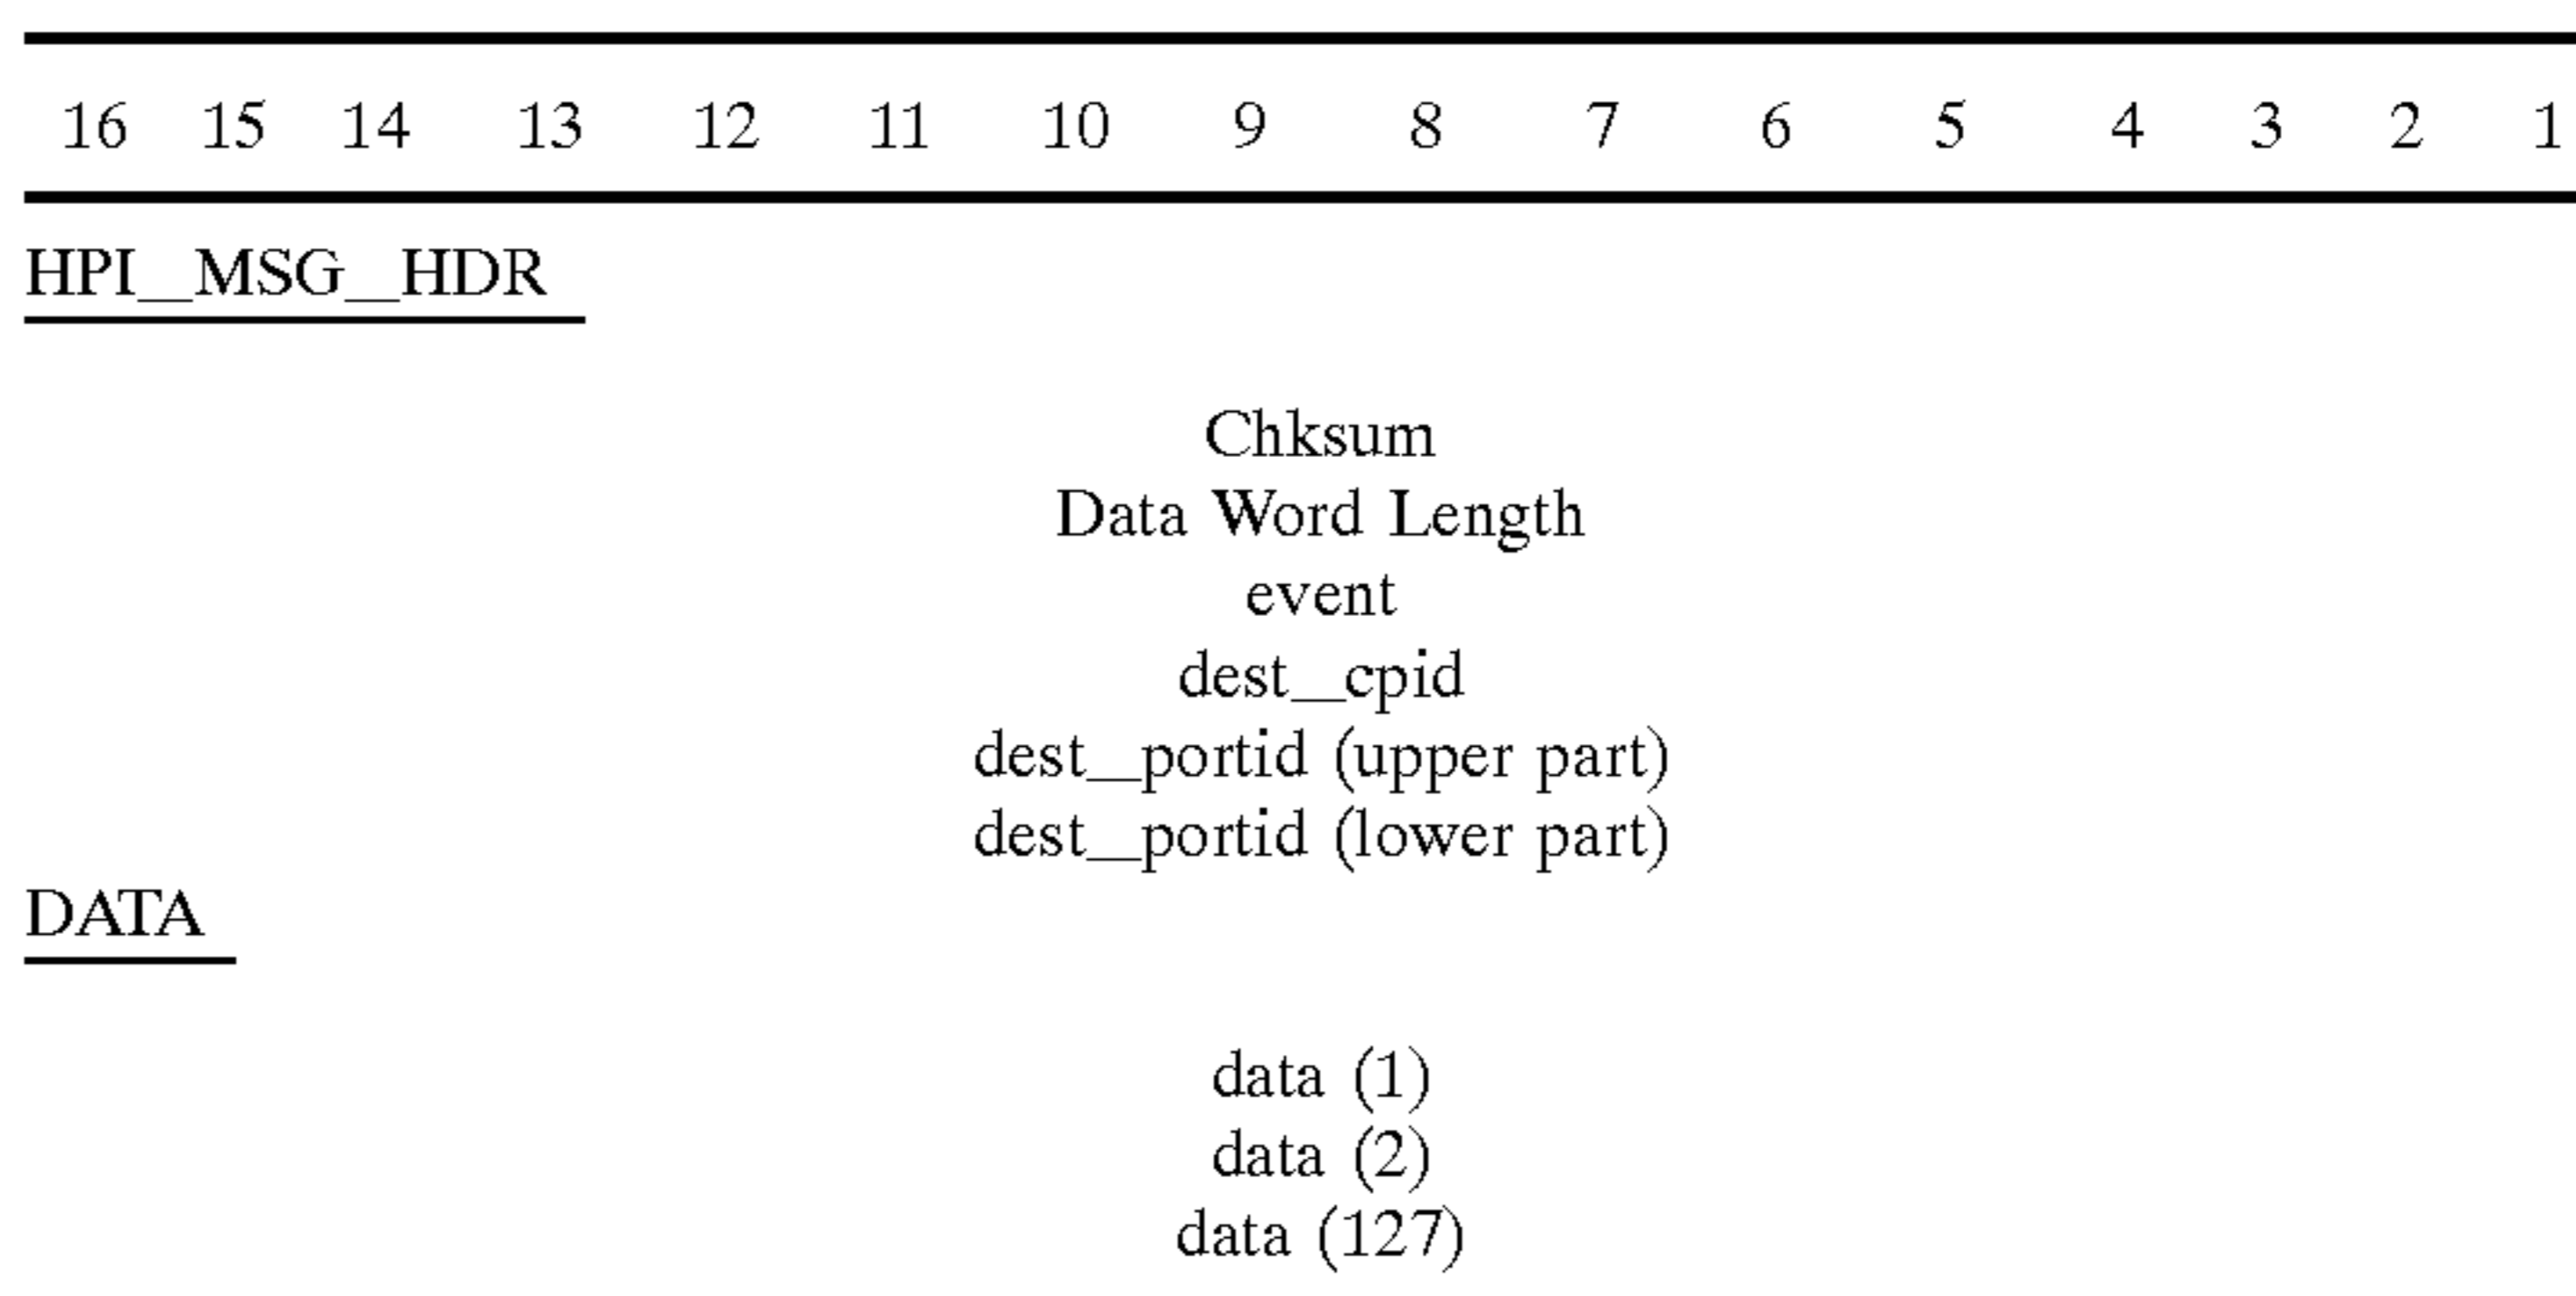 16 15 14 13 12 11 10 9 8 7 6 5 4 3 2 1
HPI_MSG_HDR
Chksum
Data Word Length
event
dest_cpid
dest_portid (upper part)
dest_portid (lower part)
DATA
data (1)
data (2)
data (127)